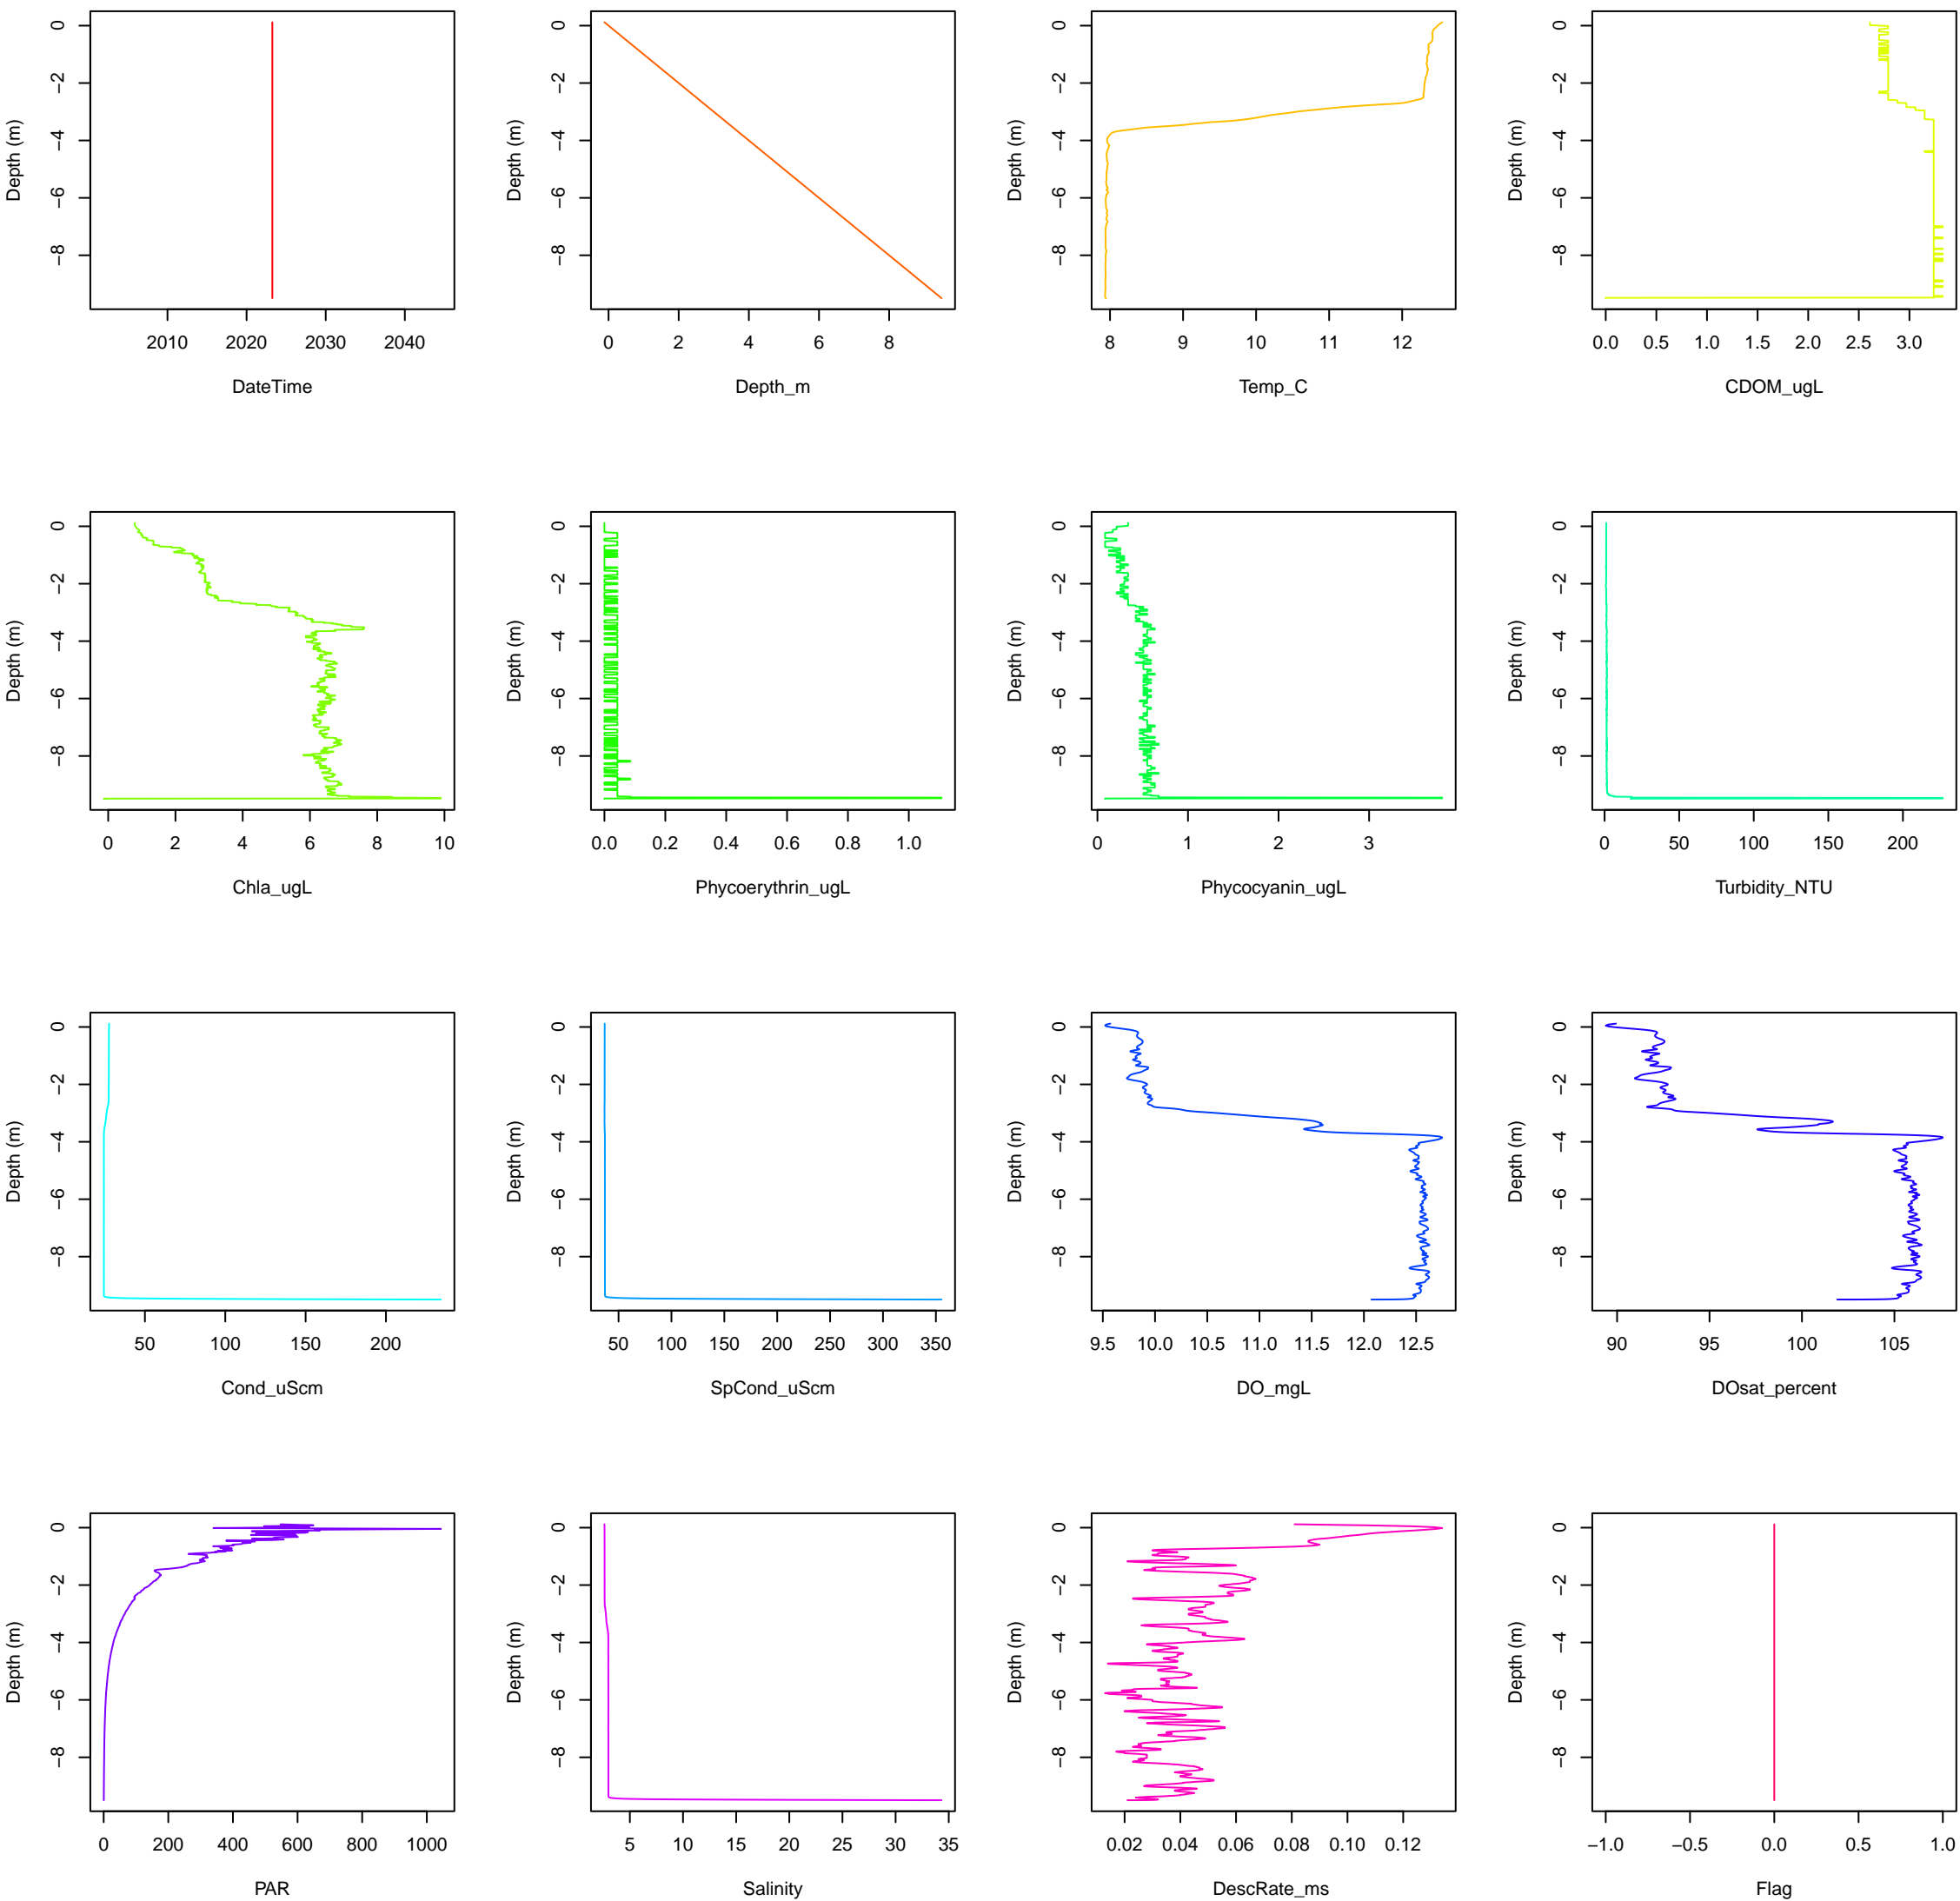 Depth (m)
0
−2
−4
−6
−8
2010 2020 2030 2040
DateTime
Depth (m)
0
−2
−4
−6
−8
0 2 4 6 8
Depth_m
Depth (m)
0
−2
−4
−6
−8
8 9 10 11 12
Temp_C
Depth (m)
0
−2
−4
−6
−8
0.0 0.5 1.0 1.5 2.0 2.5 3.0
CDOM_ugL
Depth (m)
0
−2
−4
−6
−8
0 2 4 6 8 10
Chla_ugL
Depth (m)
0
−2
−4
−6
−8
0.0 0.2 0.4 0.6 0.8 1.0
Phycoerythrin_ugL
Depth (m)
0
−2
−4
−6
−8
0 1 2 3
Phycocyanin_ugL
Depth (m)
0
−2
−4
−6
−8
0 50 100 150 200
Turbidity_NTU
Depth (m)
0
−2
−4
−6
−8
50 100 150 200
Cond_uScm
Depth (m)
0
−2
−4
−6
−8
50 100 150 200 250 300 350
SpCond_uScm
Depth (m)
0
−2
−4
−6
−8
9.5 10.0 10.5 11.0 11.5 12.0 12.5
DO_mgL
Depth (m)
0
−2
−4
−6
−8
90 95 100 105
DOsat_percent
Depth (m)
0
−2
−4
−6
−8
0 200 400 600 800 1000
PAR
Depth (m)
0
−2
−4
−6
−8
5 10 15 20 25 30 35
Salinity
Depth (m)
0
−2
−4
−6
−8
0.02 0.04 0.06 0.08 0.10 0.12
DescRate_ms
Depth (m)
0
−2
−4
−6
−8
−1.0 −0.5 0.0 0.5 1.0
Flag